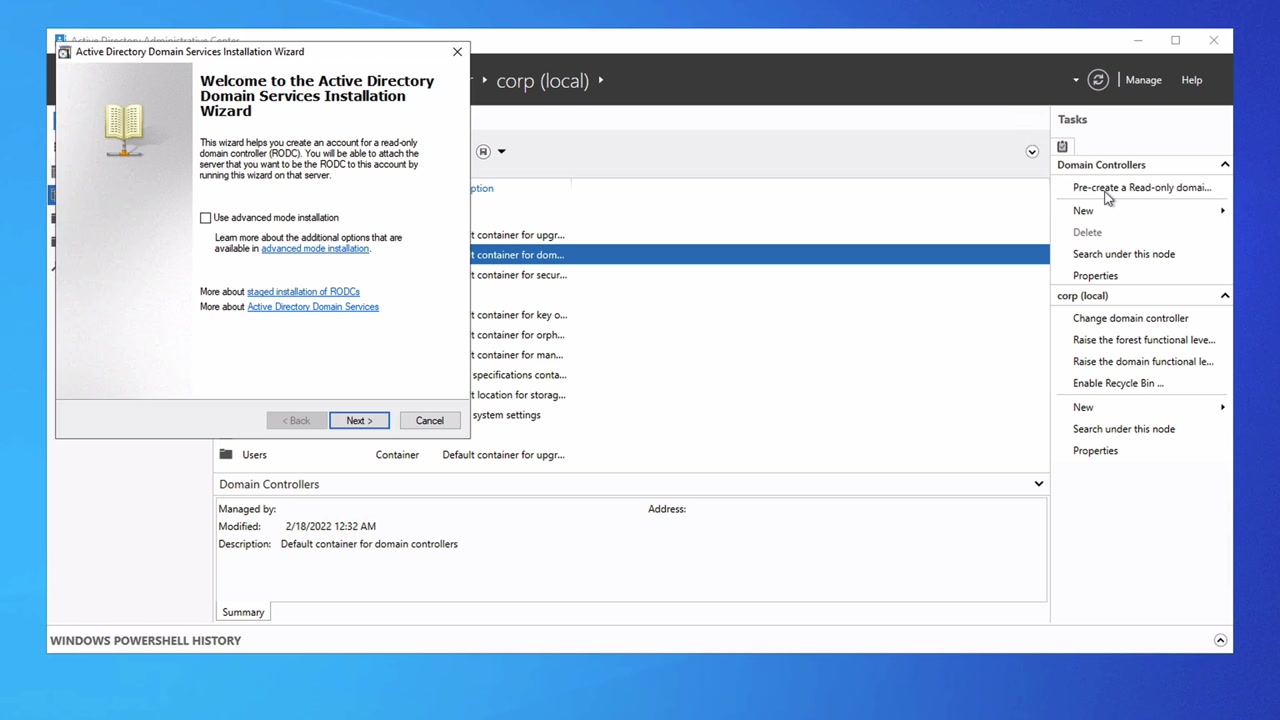 Active Directory Administrative Center
Active Directory Domain Services Installation Wizard
Welcome to the Active Directory
Domain Services Installation
Wizard
This wizard helps you create an account for a read-only
domain controller (RODC). You will be able to attach the
server that you want to be the RODC to this account by
running this wizard on that server.
Use advanced mode installation
Learn more about the additional options that are
available in advanced mode installation.
More about staged installation of RODCs
More about Active Directory Domain Services
< Back
Next >
Cancel
corp (local)
Manage
Help
ption
t container for upgr...
t container for dom...
t container for secur...
t container for key o...
t container for orph...
t container for man...
specifications conta...
t location for storag...
system settings
Users Container Default container for upgr...
Domain Controllers
Managed by:
Address:
Modified: 2/18/2022 12:32 AM
Description: Default container for domain controllers
Summary
Tasks
Domain Controllers
Pre-create a Read-only domai...
New
Delete
Search under this node
Properties
corp (local)
Change domain controller
Raise the forest functional leve...
Raise the domain functional le...
Enable Recycle Bin ...
New
Search under this node
Properties
WINDOWS POWERSHELL HISTORY